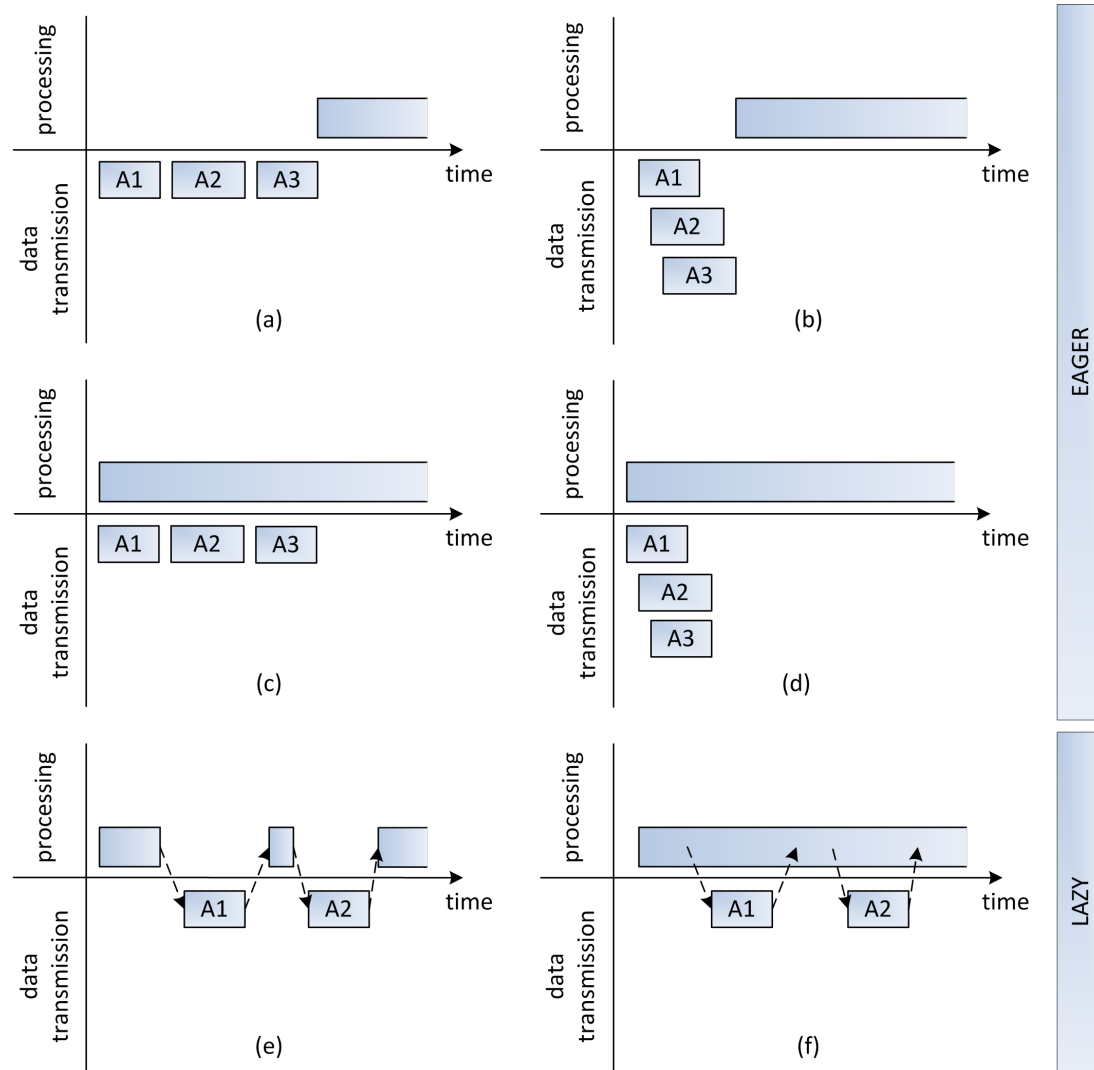 processing
data
transmission
A1 A2 A3
time
(a)
processing
data
transmission
A1
A2
A3
time
(b)
processing
data
transmission
A1 A2 A3
time
(c)
processing
data
transmission
A1
A2
A3
time
(d)
EAGER
processing
data
transmission
A1 A2
time
(e)
processing
data
transmission
A1 A2
time
(f)
LAZY